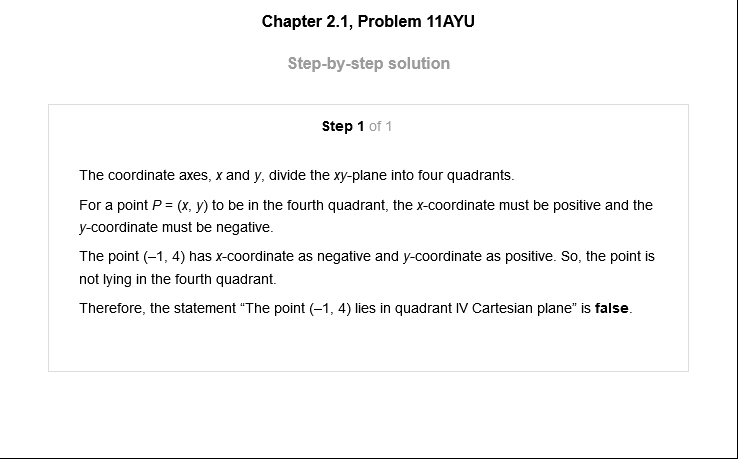 Chapter 2.1, Problem 11AYU
Step-by-step solution
Step 1 of 1
The coordinate axes, x and y, divide the xy-plane into four quadrants.
For a point P = (x, y) to be in the fourth quadrant, the x-coordinate must be positive and the
y-coordinate must be negative.
The point (–1, 4) has x-coordinate as negative and y-coordinate as positive. So, the point is
not lying in the fourth quadrant.
Therefore, the statement “The point (–1, 4) lies in quadrant IV Cartesian plane” is false.